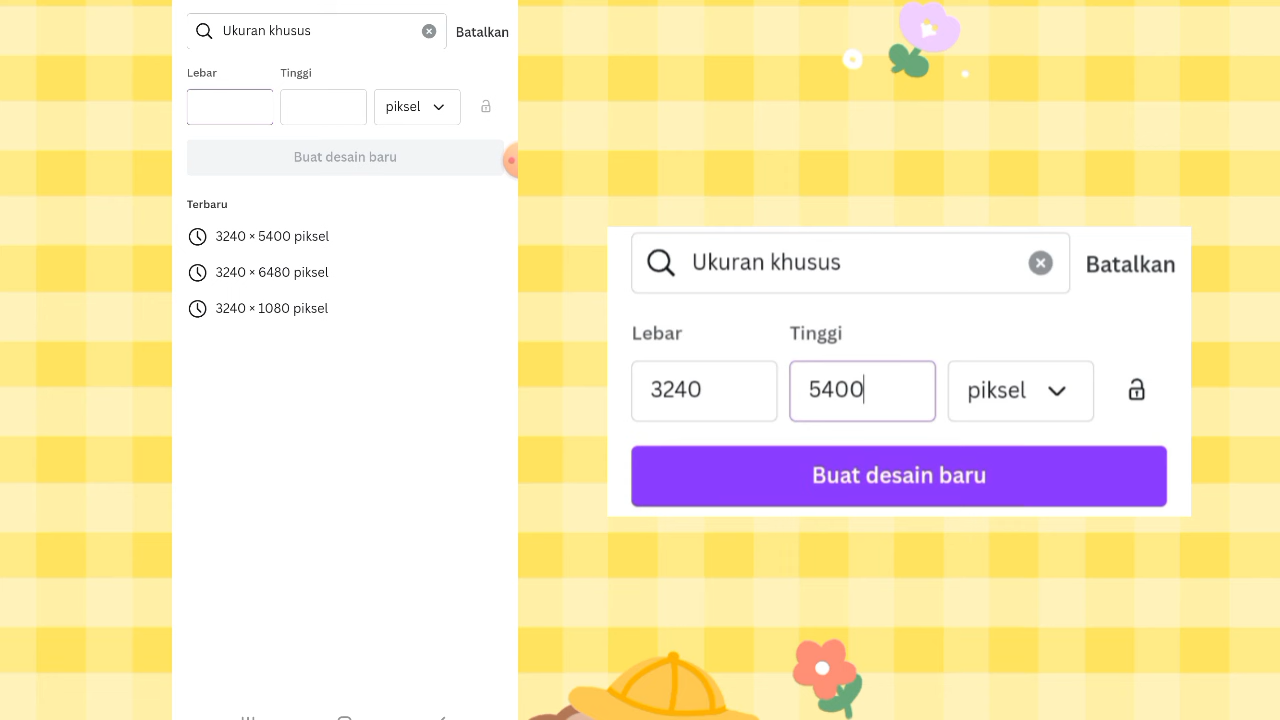 Ukuran khusus
Batalkan
Lebar
Tinggi
piksel
Buat desain baru
Terbaru
3240 × 5400 piksel
3240 × 6480 piksel
3240 × 1080 piksel
Ukuran khusus
Batalkan
Lebar
Tinggi
3240
5400
piksel
Buat desain baru